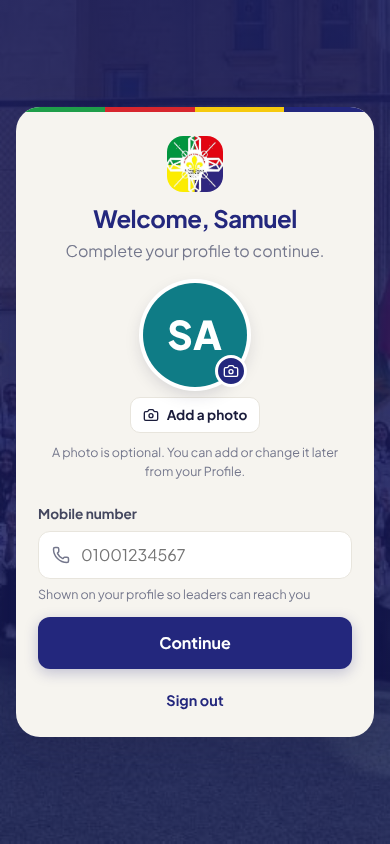 Welcome, Samuel
Complete your profile to continue.
SA
Add a photo
A photo is optional. You can add or change it later
from your Profile.
Mobile number
01001234567
Shown on your profile so leaders can reach you
Continue
Sign out